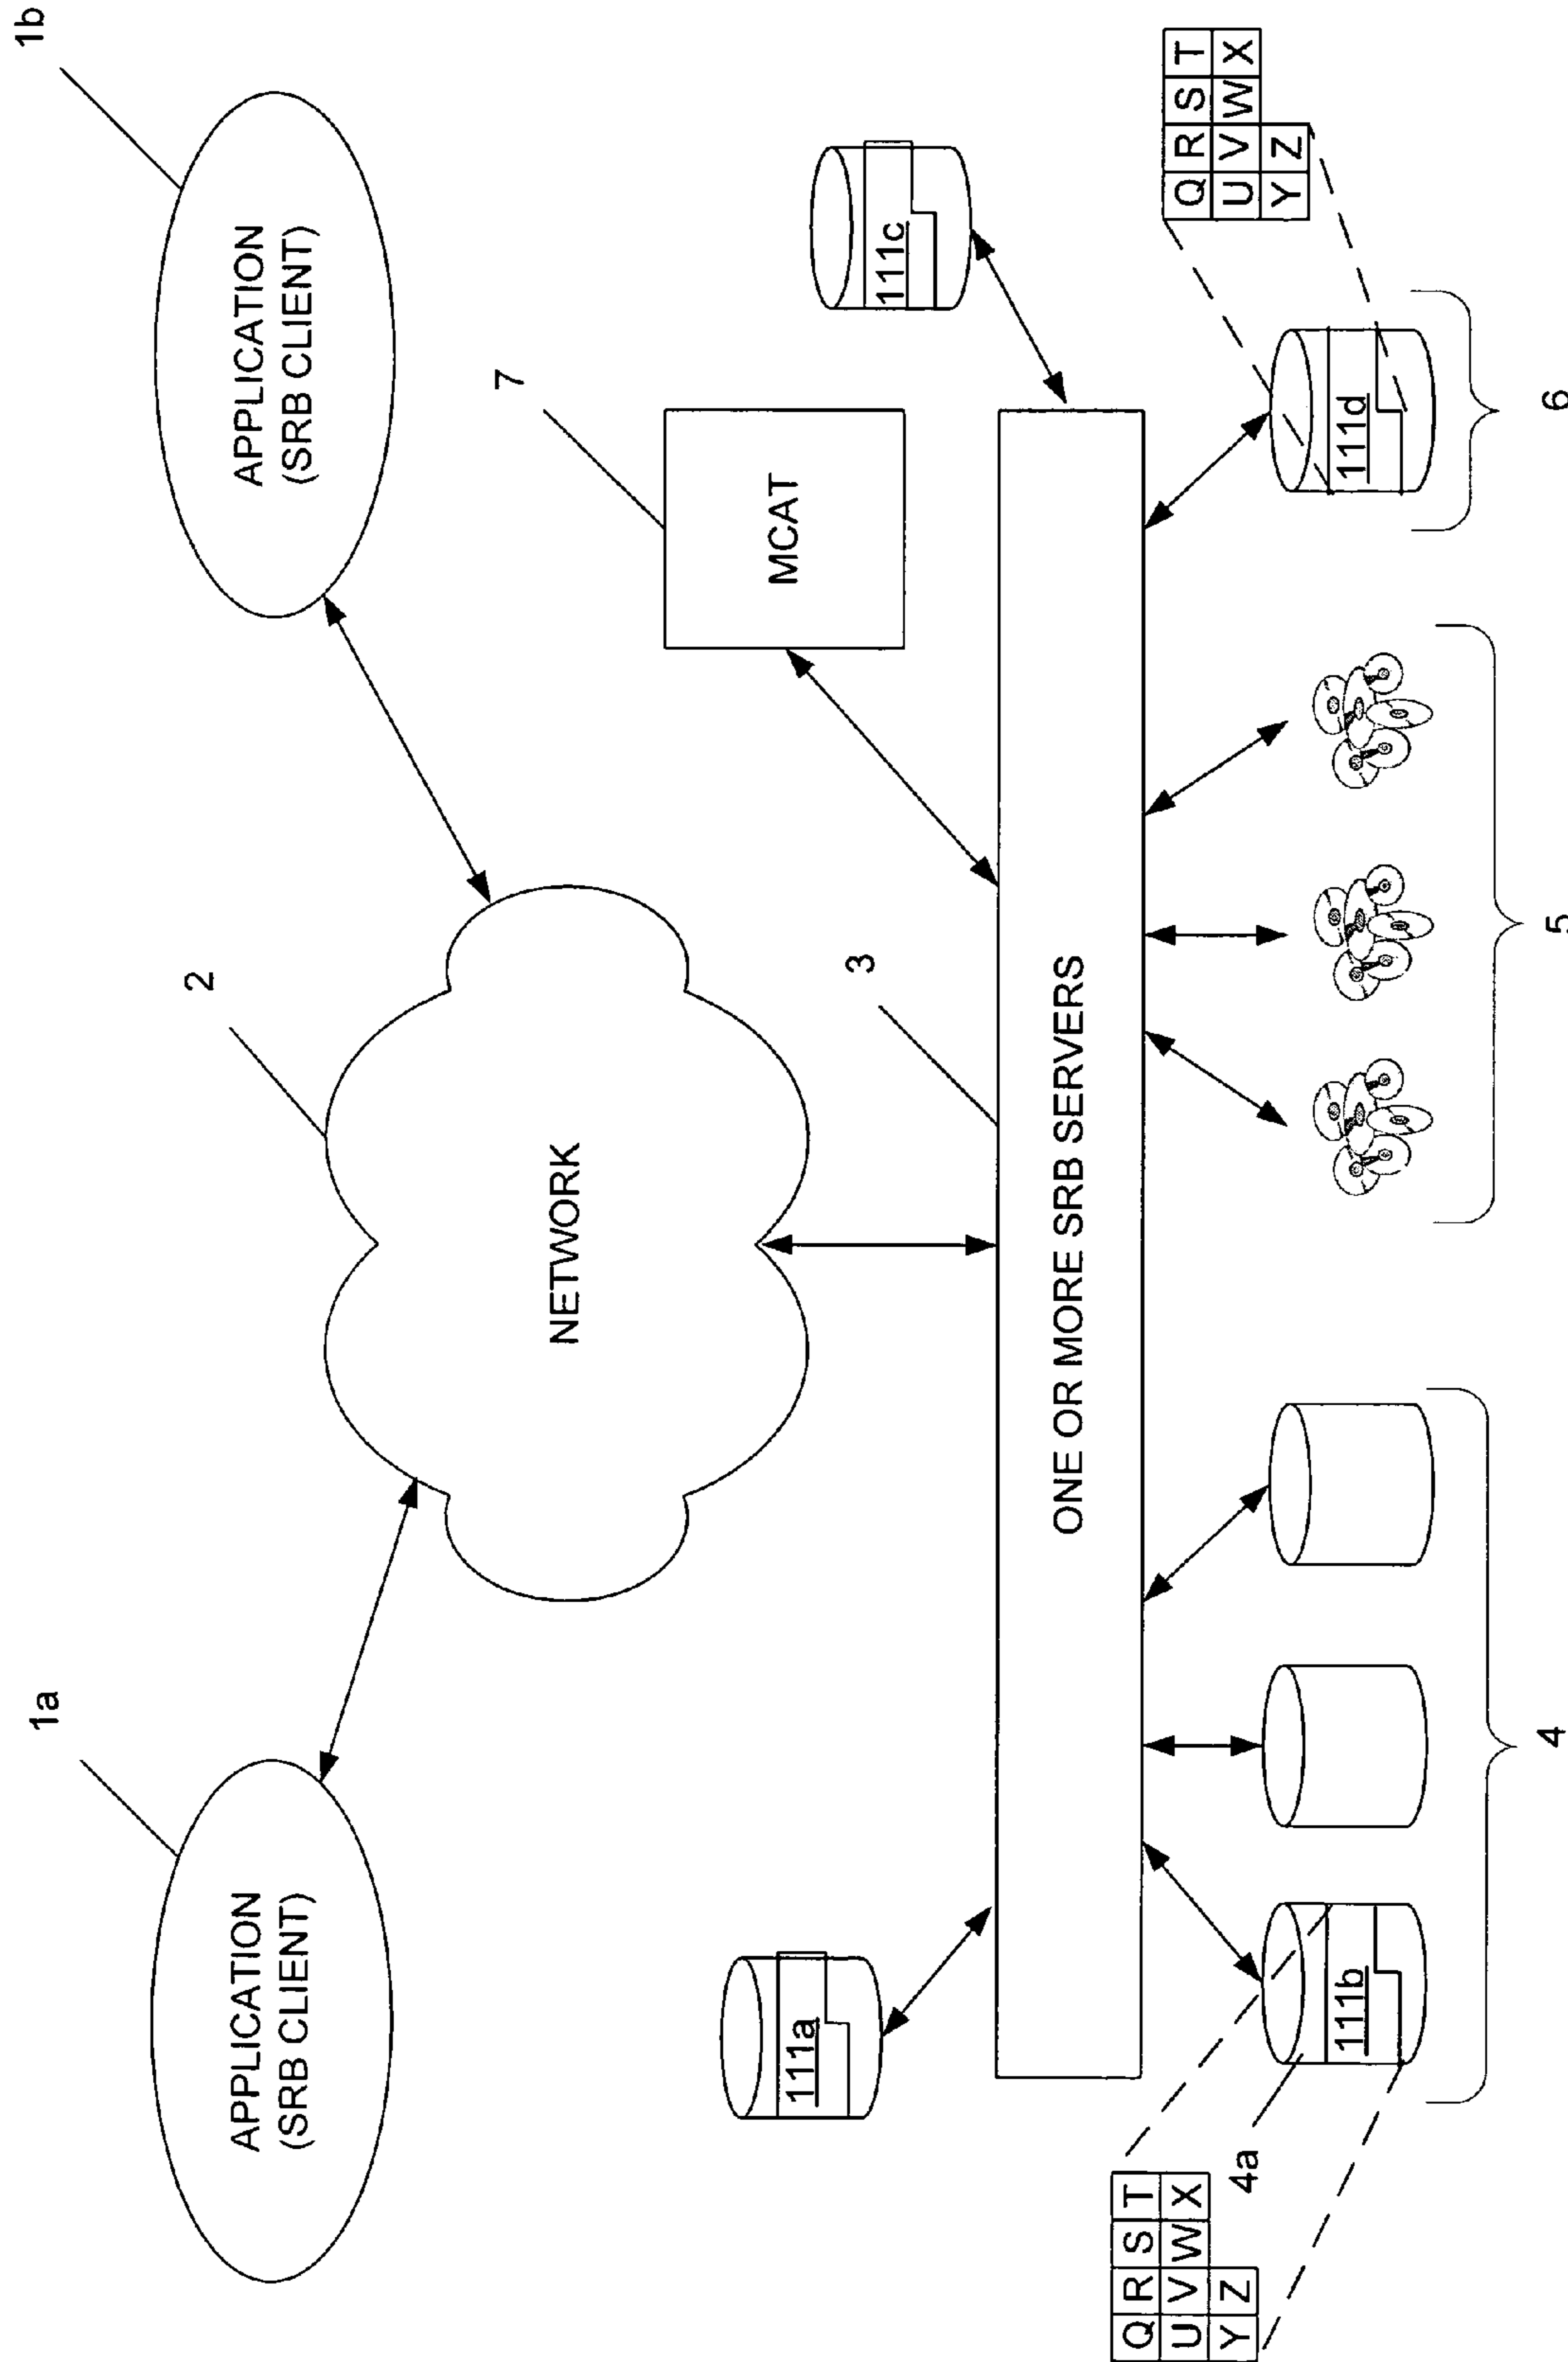 1a
1b
APPLICATION
(SRB CLIENT)
APPLICATION
(SRB CLIENT)
2
NETWORK
7
MCAT
111a
3
111c
ONE OR MORE SRB SERVERS
Q R S T
U V W X
Y Z
4a
111b
111d
Q R S T
U V W X
Y Z
4
5
6